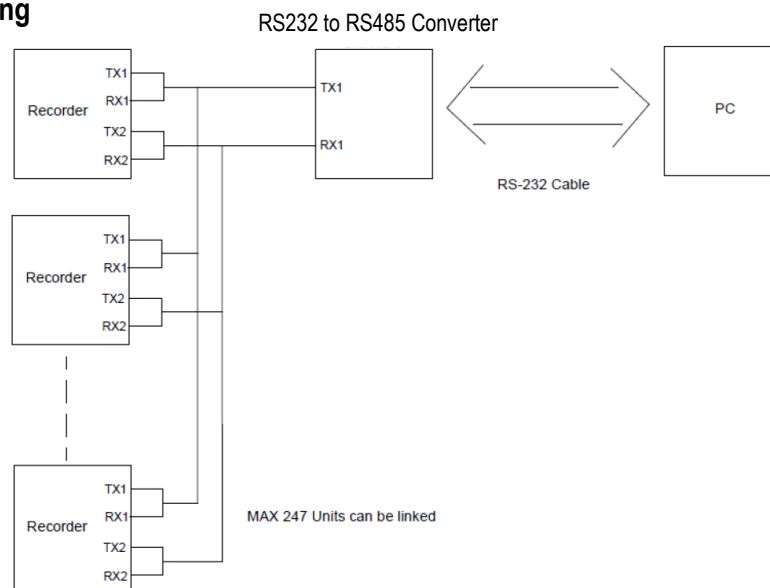 ng
RS232 to RS485 Converter
TX1
RX1
Recorder
TX2
RX2
TX1
RX1
PC
RS-232 Cable
TX1
RX1
Recorder
TX2
RX2
TX1
RX1
Recorder
TX2
RX2
MAX 247 Units can be linked